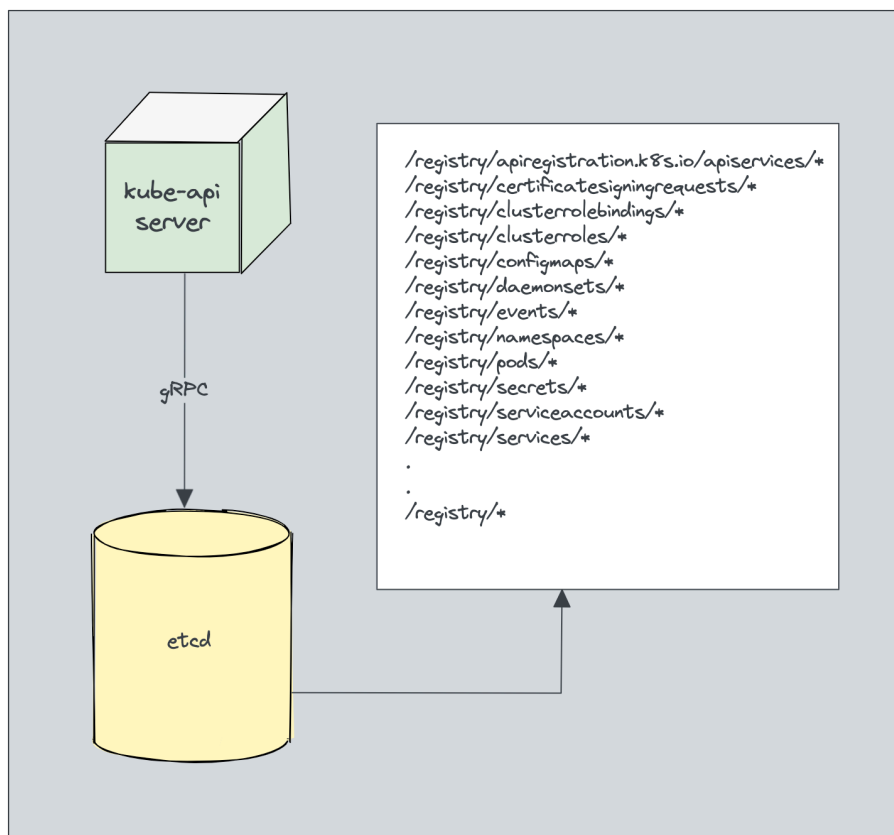 kube-api
server
gRPC
etcd
/registry/apiregistration.k8s.io/apiservices/*
/registry/certificatesigningrequests/*
/registry/clusterrolebindings/*
/registry/clusterroles/*
/registry/configmaps/*
/registry/daemonsets/*
/registry/events/*
/registry/namespaces/*
/registry/pods/*
/registry/secrets/*
/registry/serviceaccounts/*
/registry/services/*
.
.
/registry/*